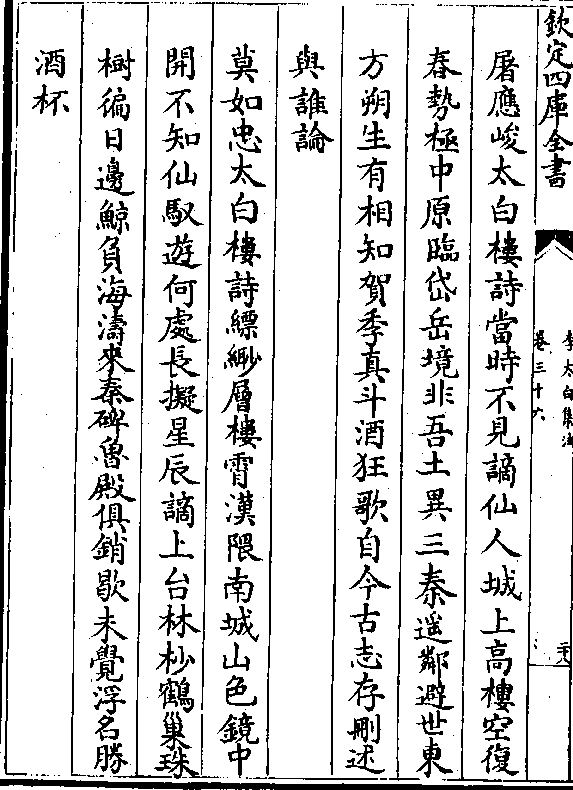 欽定四庫全書
李太白集注
卷三十六
屠應峻太白樓詩當時不見謫仙人城上高樓空復
春勢極中原臨岱岳境非吾土異三秦遥鄰避世東
方朔生有相知賀季真斗酒狂歌自今古志存刪述
與誰論
莫如忠太白樓詩縹緲層樓霄漢隈南城山色鏡中
開不知仙馭遊何處長擬星辰謫上台林杪鶴巢珠
樹徧日邊鯨負海濤來秦碑魯殿俱銷歇未覺浮名勝
酒杯